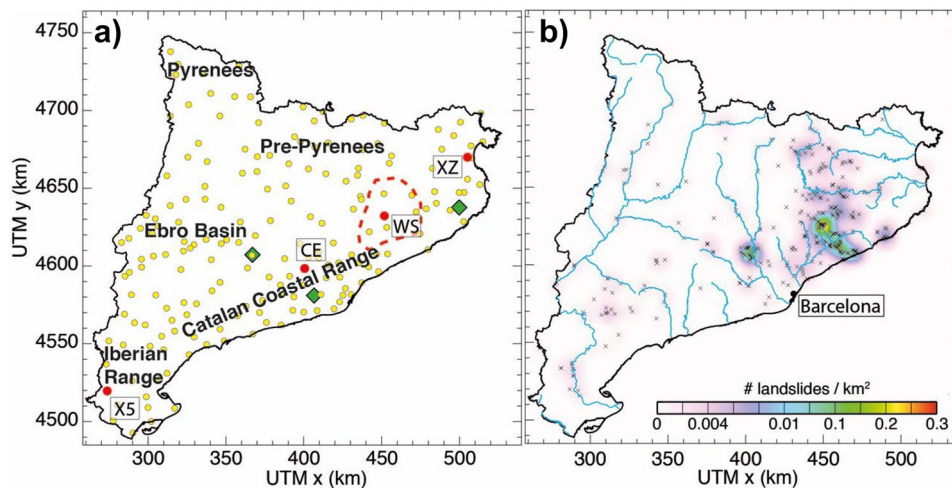 a)
b)
4750
4700
4650
4600
4550
4500
UTM y (km)
Pyrenees
Pre-Pyrenees
XZ
WS
Ebro Basin
CE
Catalan Coastal Range
Iberian
Range
X5
300
350
400
450
500
UTM x (km)
Barcelona
# landslides / km²
0
0.004
0.01
0.1
0.2
0.3
300
350
400
450
500
UTM x (km)